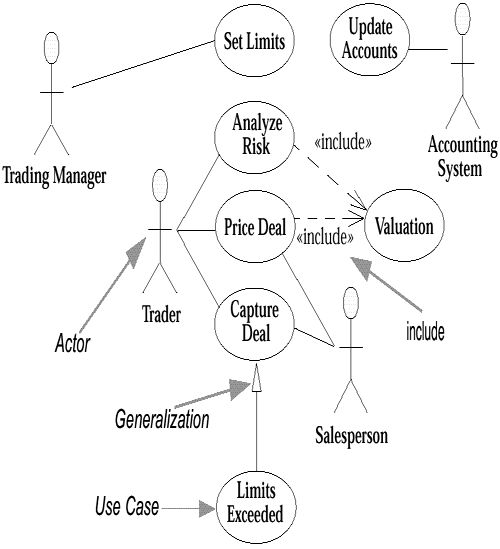 Set Limits
Update
Accounts
Trading Manager
Accounting
System
Analyze
Risk
«include»
Price Deal
«include»
Valuation
Trader
Actor
Capture
Deal
include
Generalization
Salesperson
Use Case
Limits
Exceeded